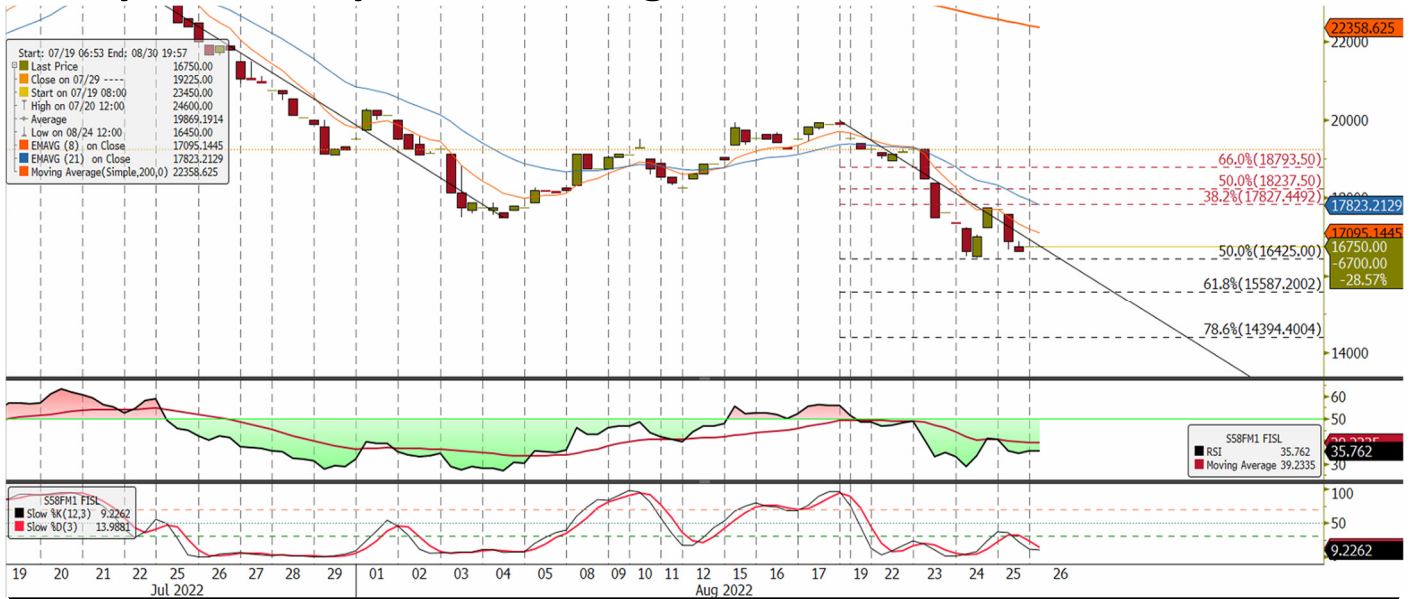 22358.625
22000
Start: 07/19 06:53 End: 08/30 19:57
Last Price 16750.00
Close on 07/29 ---- 19225.00
Start on 07/19 08:00 23450.00
High on 07/20 12:00 24600.00
Average 19869.1914
Low on 08/24 12:00 16450.00
EMAVG (8) on Close 17095.1445
EMAVG (21) on Close 17823.2129
Moving Average(Simple,200,0) 22358.625
20000
66.0%(18793.50)
50.0%(18237.50)
38.2%(17827.4492)
17823.2129
17095.1445
16750.00
-6700.00
-28.57%
50.0%(16425.00)
61.8%(15587.2002)
78.6%(14394.4004)
14000
60
50
S58FM1 FISL
RSI 35.762
Moving Average 39.2335
35.762
30
S58FM1 FISL
Slow %K(12,3) 9.2262
Slow %D(3) 13.9881
100
50
9.2262
19 20 21 22 25 26 27 28 29 01 02 03 04 05 08 09 10 11 12 15 16 17 19 22 23 24 25 26
Jul 2022 Aug 2022